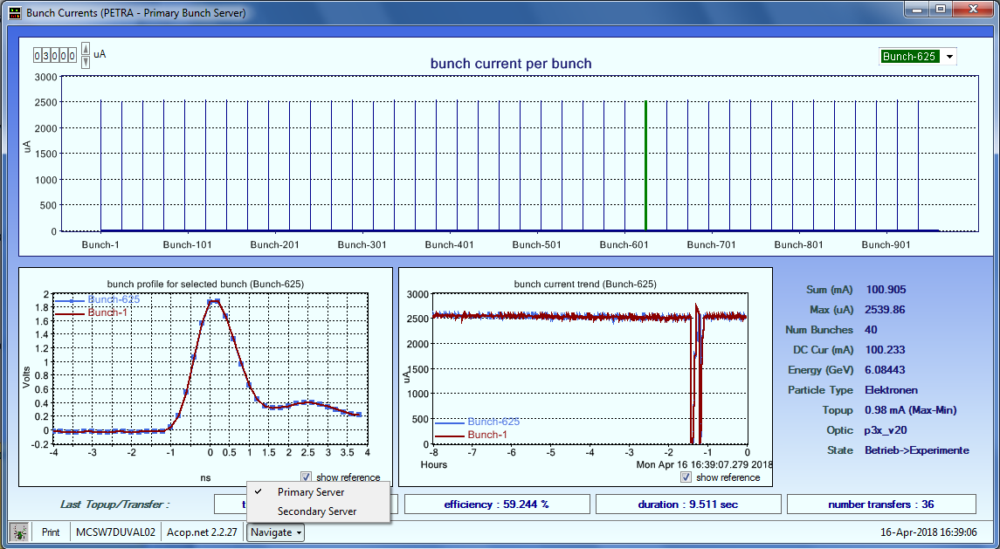 Bunch Currents (PETRA - Primary Bunch Server)
03000 uA
bunch current per bunch
Bunch-625
3000
2500
2000
1500
1000
500
0
uA
Bunch-1 Bunch-101 Bunch-201 Bunch-301 Bunch-401 Bunch-501 Bunch-601 Bunch-701 Bunch-801 Bunch-901
bunch profile for selected bunch (Bunch-625)
Bunch-625
Bunch-1
2
1.8
1.6
1.4
1.2
1
0.8
0.6
0.4
0.2
0
-0.2
Volts
-4 -3 -2 -1 0 0.5 1 1.5 2 2.5 3 3.5 4
ns
show reference
bunch current trend (Bunch-625)
3000
2500
2000
1500
1000
500
0
uA
Bunch-625
Bunch-1
-8 -7 -6 -5 -4 -3 -2 -1 0
Hours
Mon Apr 16 16:39:07.279 2018
show reference
Sum (mA) 100.905
Max (uA) 2539.86
Num Bunches 40
DC Cur (mA) 100.233
Energy (GeV) 6.08443
Particle Type Elektronen
Topup 0.98 mA (Max-Min)
Optic p3x_v20
State Betrieb->Experimente
Last Topup/Transfer :
efficiency : 59.244 %
duration : 9.511 sec
number transfers : 36
Primary Server
Secondary Server
Print
MCSW7DUVAL02
Acop.net 2.2.27
Navigate
16-Apr-2018 16:39:06